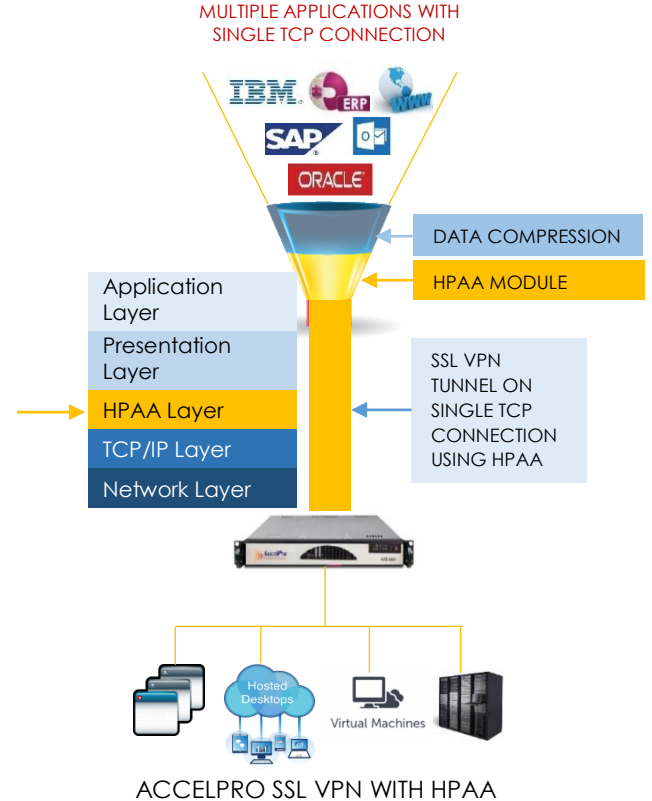 MULTIPLE APPLICATIONS WITH
SINGLE TCP CONNECTION
IBM
ERP
WWW
SAP
ORACLE
DATA COMPRESSION
HPAA MODULE
Application
Layer
Presentation
Layer
HPAA Layer
TCP/IP Layer
Network Layer
SSL VPN
TUNNEL ON
SINGLE TCP
CONNECTION
USING HPAA
AccelPro
Hosted
Desktops
Virtual Machines
ACCELPRO SSL VPN WITH HPAA